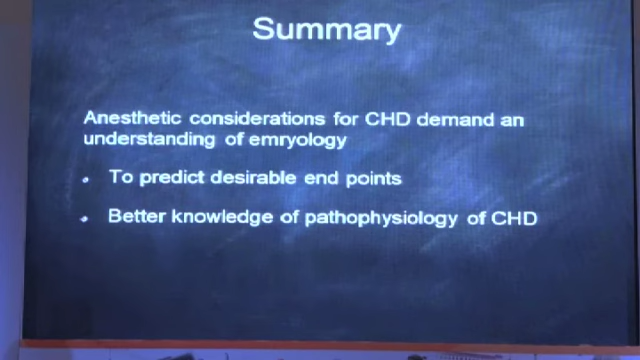 Summary
Anesthetic considerations for CHD demand an
understanding of emryology
• To predict desirable end points
• Better knowledge of pathophysiology of CHD